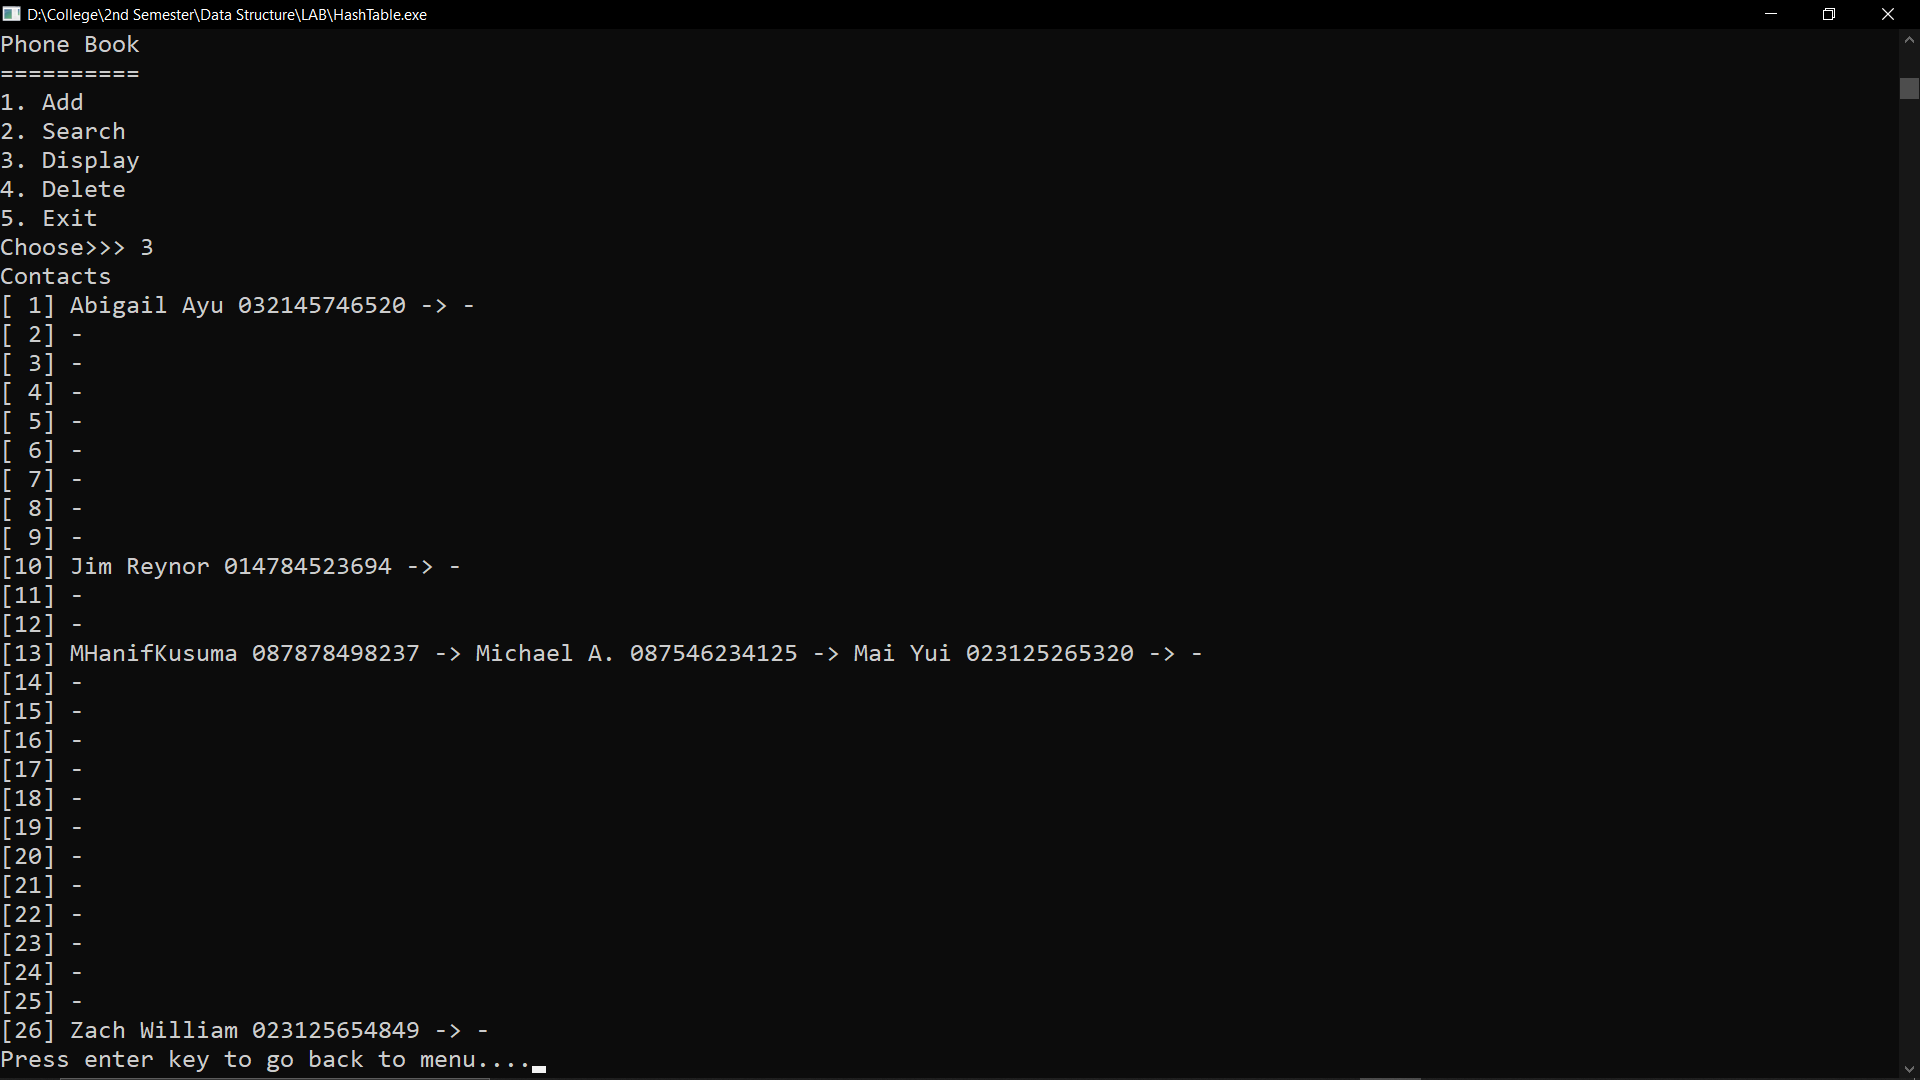 D:\College\2nd Semester\Data Structure\LAB\HashTable.exe
Phone Book
==========
1. Add
2. Search
3. Display
4. Delete
5. Exit
Choose>>> 3
Contacts
[ 1] Abigail Ayu 032145746520 -> -
[ 2] -
[ 3] -
[ 4] -
[ 5] -
[ 6] -
[ 7] -
[ 8] -
[ 9] -
[10] Jim Reynor 014784523694 -> -
[11] -
[12] -
[13] MHanifKusuma 087878498237 -> Michael A. 087546234125 -> Mai Yui 023125265320 -> -
[14] -
[15] -
[16] -
[17] -
[18] -
[19] -
[20] -
[21] -
[22] -
[23] -
[24] -
[25] -
[26] Zach William 023125654849 -> -
Press enter key to go back to menu....